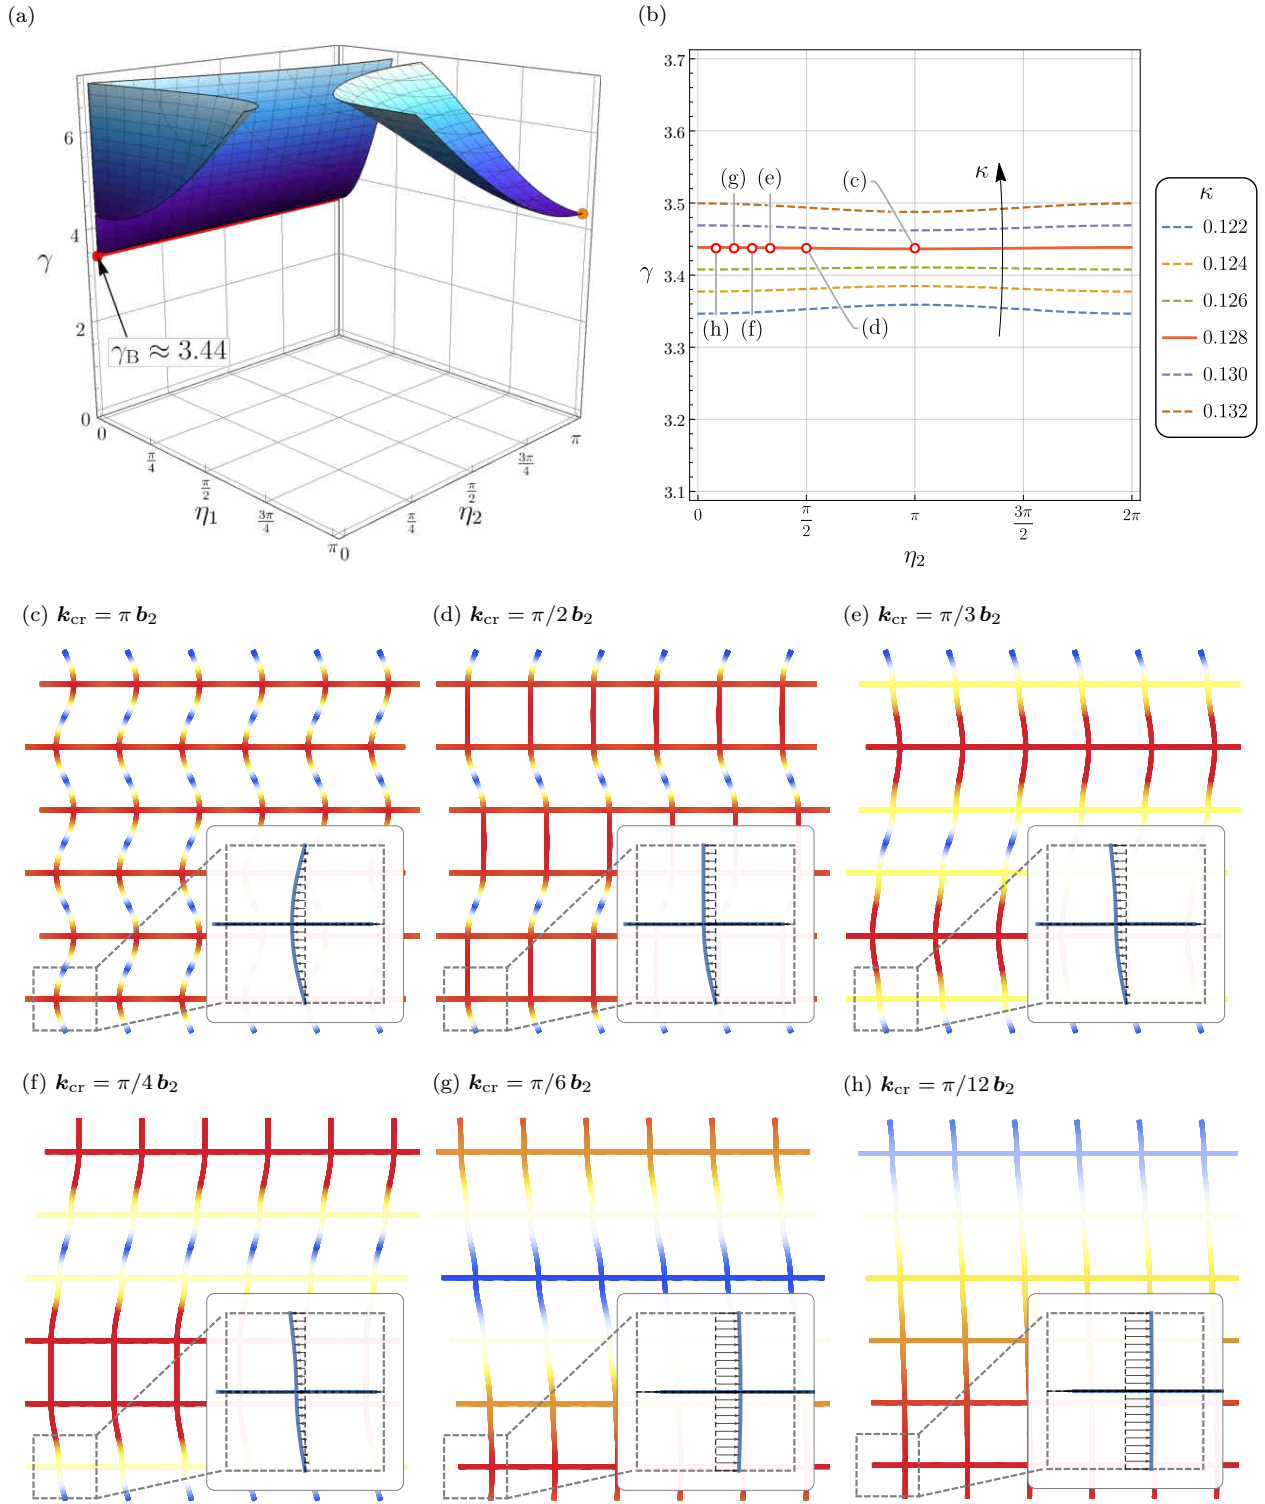 (a)
6
4
γ
2
0
γB ≈ 3.44
0
π/4
π/2
η1
3π/4
π
0
π/4
π/2
η2
3π/4
π
(b)
3.7
3.6
3.5
3.4
3.3
3.2
3.1
γ
(g) (e) (c) κ
(h) (f) (d)
0 π/2 π 3π/2 2π
η2
κ
0.122
0.124
0.126
0.128
0.130
0.132
(c) kcr = π b2
(d) kcr = π/2 b2
(e) kcr = π/3 b2
(f) kcr = π/4 b2
(g) kcr = π/6 b2
(h) kcr = π/12 b2